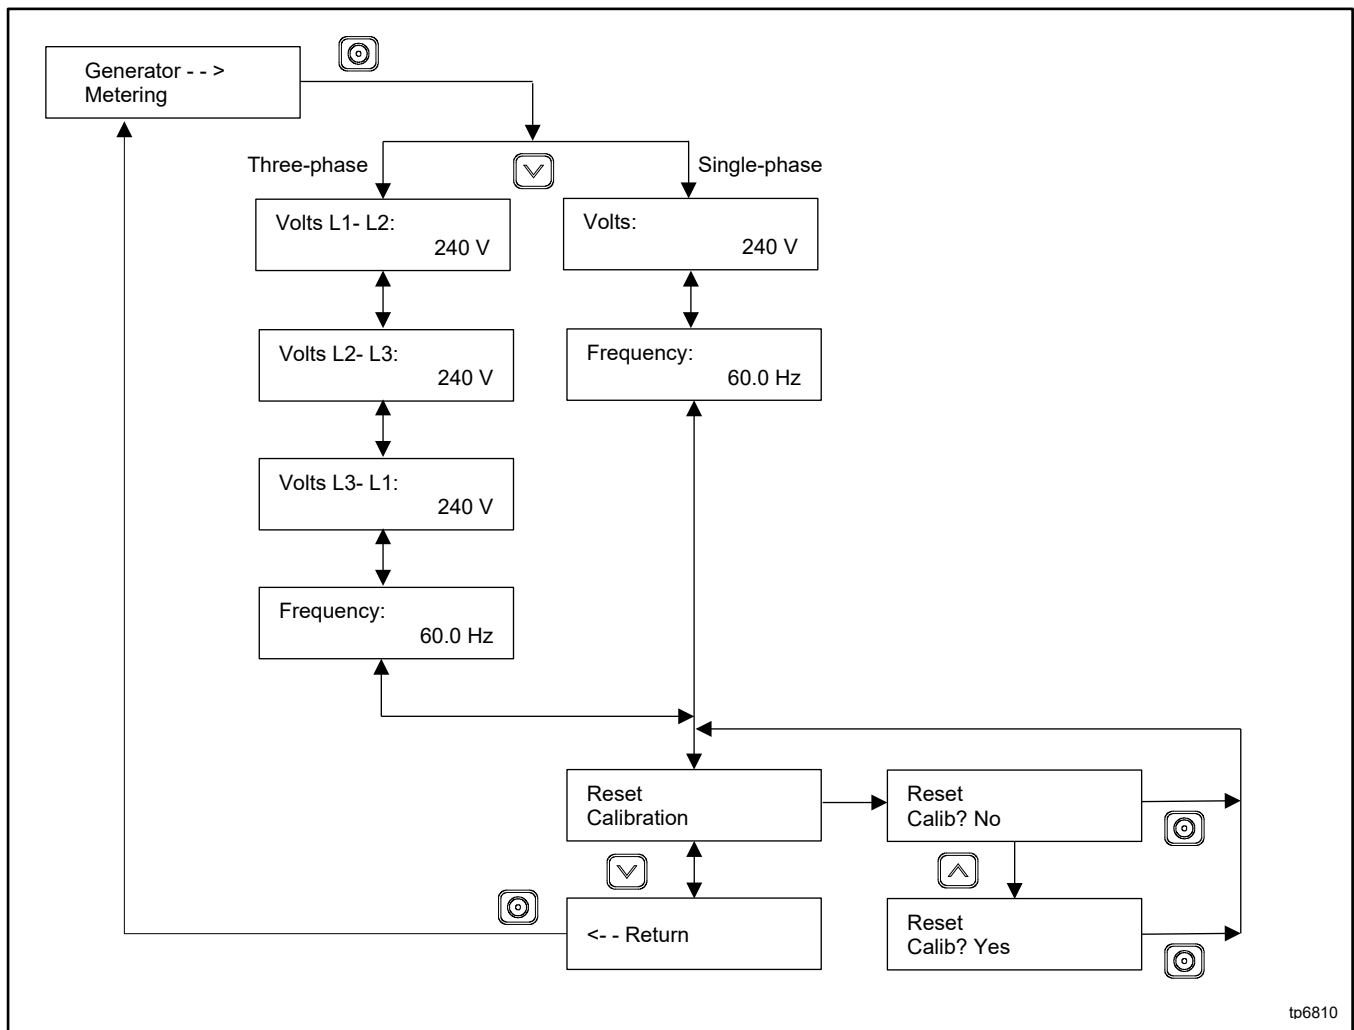 Generator - - >
Metering
Three-phase
Single-phase
Volts L1- L2:
240 V
Volts:
240 V
Volts L2- L3:
240 V
Frequency:
60.0 Hz
Volts L3- L1:
240 V
Frequency:
60.0 Hz
Reset
Calibration
Reset
Calib? No
<- - Return
Reset
Calib? Yes
tp6810